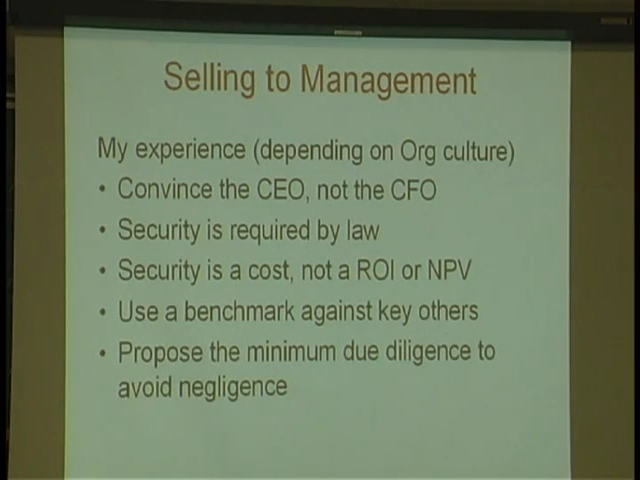 Selling to Management
My experience (depending on Org culture)
• Convince the CEO, not the CFO
• Security is required by law
• Security is a cost, not a ROI or NPV
• Use a benchmark against key others
• Propose the minimum due diligence to
avoid negligence